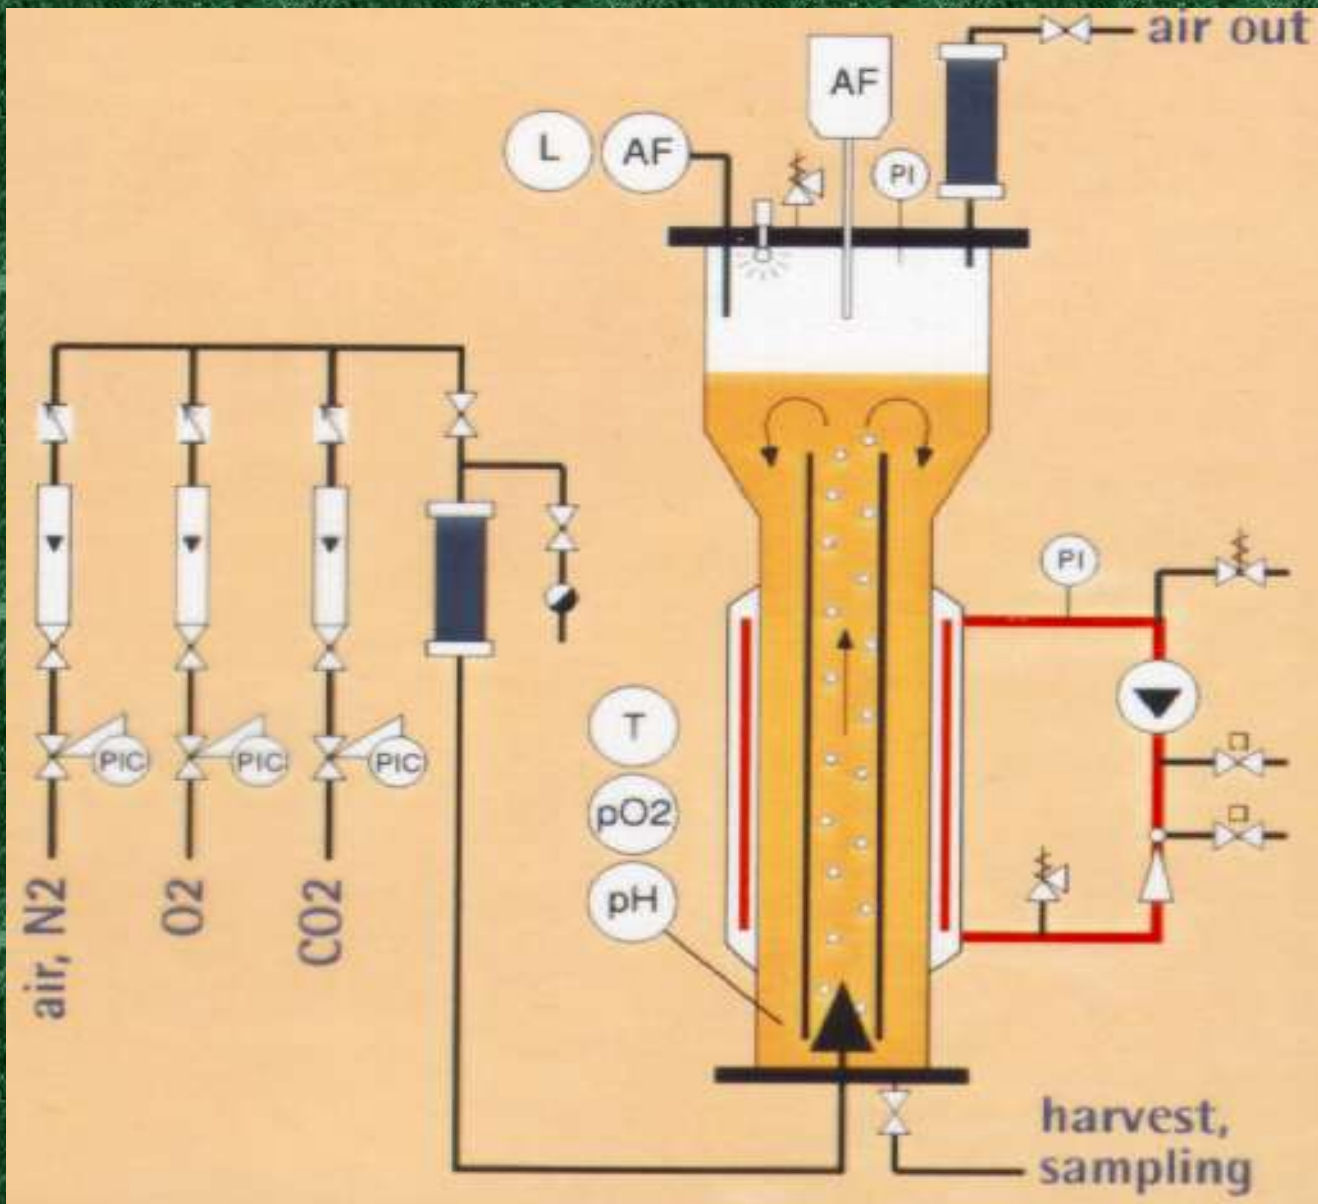 air out
AF
L
AF
PI
PI
T
pO2
pH
PIC
PIC
PIC
air, N2
O2
CO2
harvest,
sampling